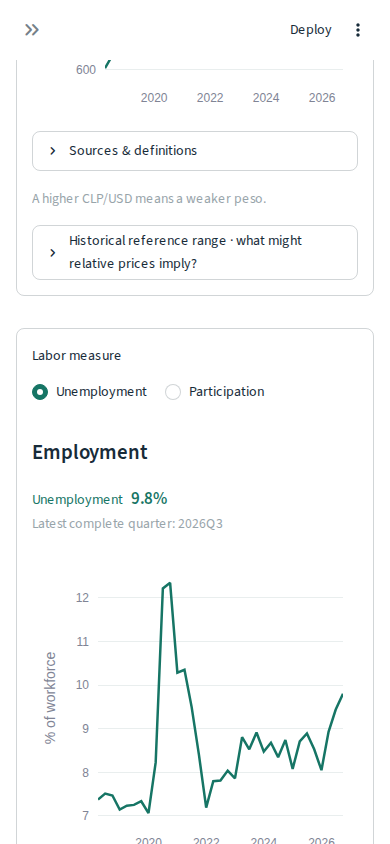 Deploy
600
2020 2022 2024 2026
Sources & definitions
A higher CLP/USD means a weaker peso.
Historical reference range · what might
relative prices imply?
Labor measure
Unemployment Participation
Employment
Unemployment 9.8%
Latest complete quarter: 2026Q3
12
11
10
9
8
7
% of workforce
2020 2022 2024 2026